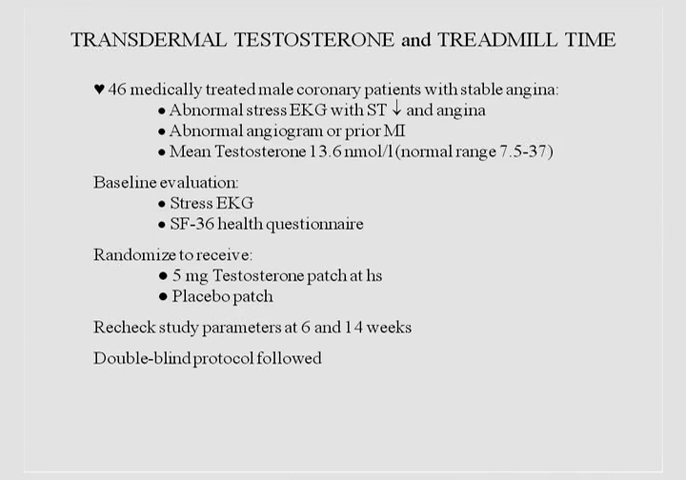 TRANSDERMAL TESTOSTERONE and TREADMILL TIME
♥ 46 medically treated male coronary patients with stable angina:
● Abnormal stress EKG with ST ↓ and angina
● Abnormal angiogram or prior MI
● Mean Testosterone 13.6 nmol/l (normal range 7.5-37)
Baseline evaluation:
● Stress EKG
● SF-36 health questionnaire
Randomize to receive:
● 5 mg Testosterone patch at hs
● Placebo patch
Recheck study parameters at 6 and 14 weeks
Double-blind protocol followed